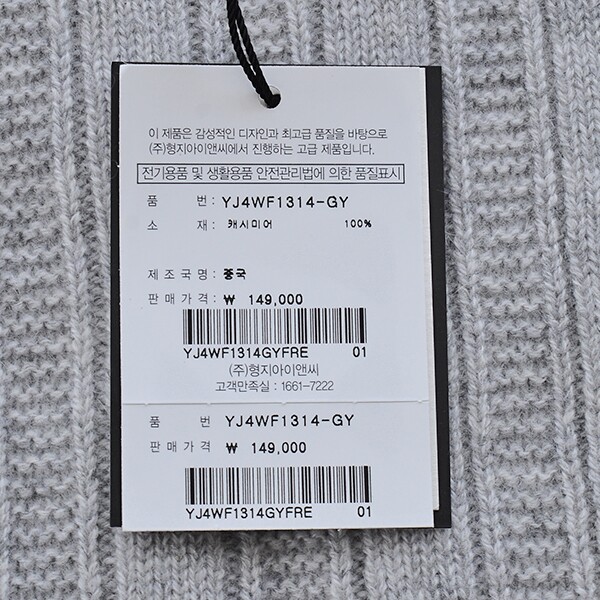 이 제품은 감성적인 디자인과 최고급 품질을 바탕으로
(주)형지아이앤씨에서 진행하는 고급 제품입니다.
전기용품 및 생활용품 안전관리법에 의한 품질표시
품 번 : YJ4WF1314-GY
소 재 : 캐시미어 100%
제 조 국 명 : 중국
판 매 가 격 : ₩ 149,000
YJ4WF1314GYFRE 01
(주)형지아이앤씨
고객만족실 : 1661-7222
품 번 YJ4WF1314-GY
판 매 가 격 ₩ 149,000
YJ4WF1314GYFRE 01